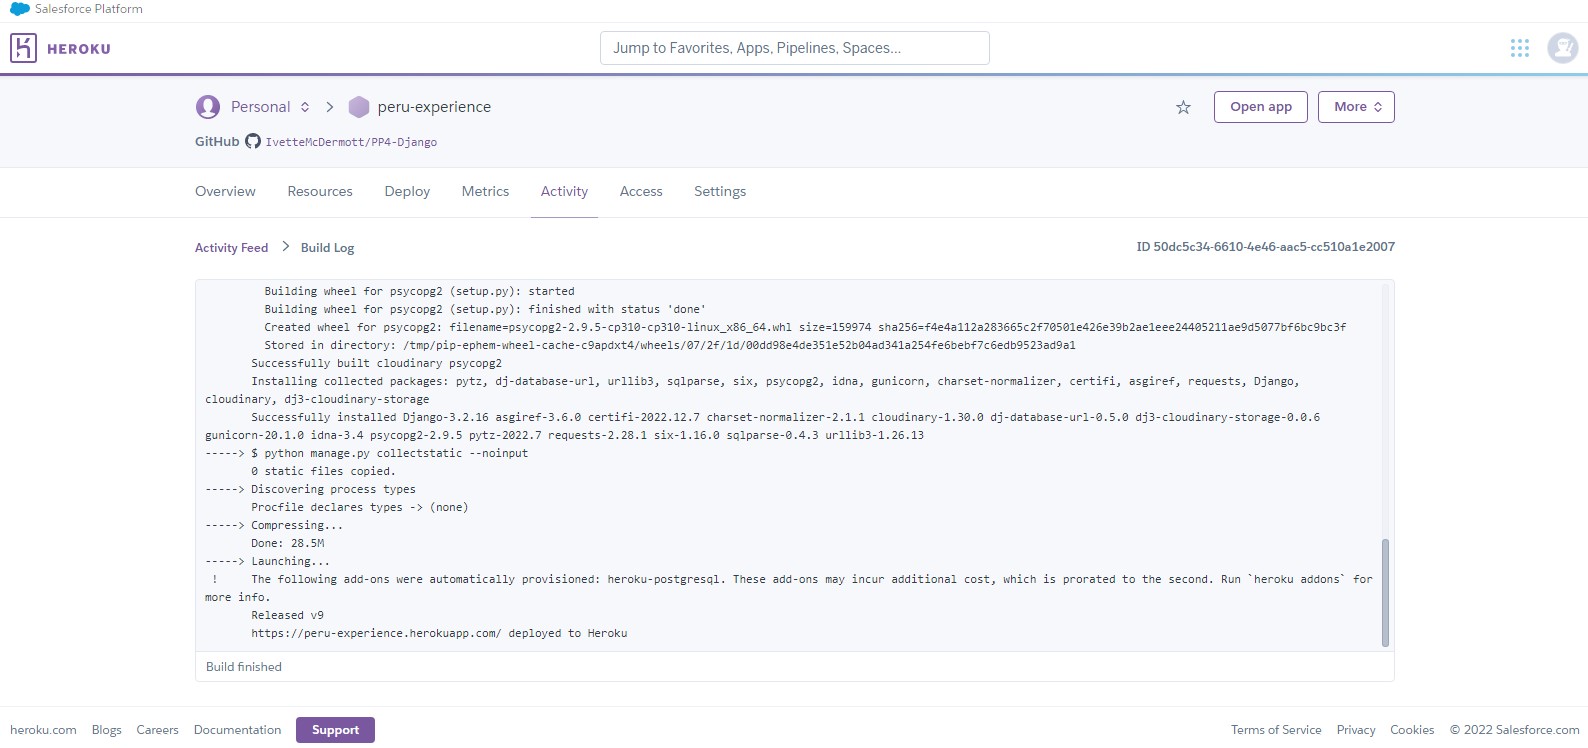 Salesforce Platform
HEROKU
Jump to Favorites, Apps, Pipelines, Spaces...
Personal
peru-experience
Open app
More
GitHub IvetteMcDermott/PP4-Django
Overview Resources Deploy Metrics Activity Access Settings
Activity Feed > Build Log
ID 50dc5c34-6610-4e46-aac5-cc510a1e2007
Building wheel for psycopg2 (setup.py): started
Building wheel for psycopg2 (setup.py): finished with status 'done'
Created wheel for psycopg2: filename=psycopg2-2.9.5-cp310-cp310-linux_x86_64.whl size=159974 sha256=f4e4a112a283665c2f70501e426e39b2ae1eee24405211ae9d5077bf6bc9bc3f
Stored in directory: /tmp/pip-ephem-wheel-cache-c9apdxt4/wheels/07/2f/1d/00dd98e4de351e52b04ad341a254fe6bebf7c6edb9523ad9a1
Successfully built cloudinary psycopg2
Installing collected packages: pytz, dj-database-url, urllib3, sqlparse, six, psycopg2, idna, gunicorn, charset-normalizer, certifi, asgiref, requests, Django,
cloudinary, dj3-cloudinary-storage
Successfully installed Django-3.2.16 asgiref-3.6.0 certifi-2022.12.7 charset-normalizer-2.1.1 cloudinary-1.30.0 dj-database-url-0.5.0 dj3-cloudinary-storage-0.0.6
gunicorn-20.1.0 idna-3.4 psycopg2-2.9.5 pytz-2022.7 requests-2.28.1 six-1.16.0 sqlparse-0.4.3 urllib3-1.26.13
-----> $ python manage.py collectstatic --noinput
0 static files copied.
-----> Discovering process types
Procfile declares types -> (none)
-----> Compressing...
Done: 28.5M
-----> Launching...
! The following add-ons were automatically provisioned: heroku-postgresql. These add-ons may incur additional cost, which is prorated to the second. Run `heroku addons` for
more info.
Released v9
https://peru-experience.herokuapp.com/ deployed to Heroku
Build finished
heroku.com Blogs Careers Documentation Support
Terms of Service Privacy Cookies © 2022 Salesforce.com